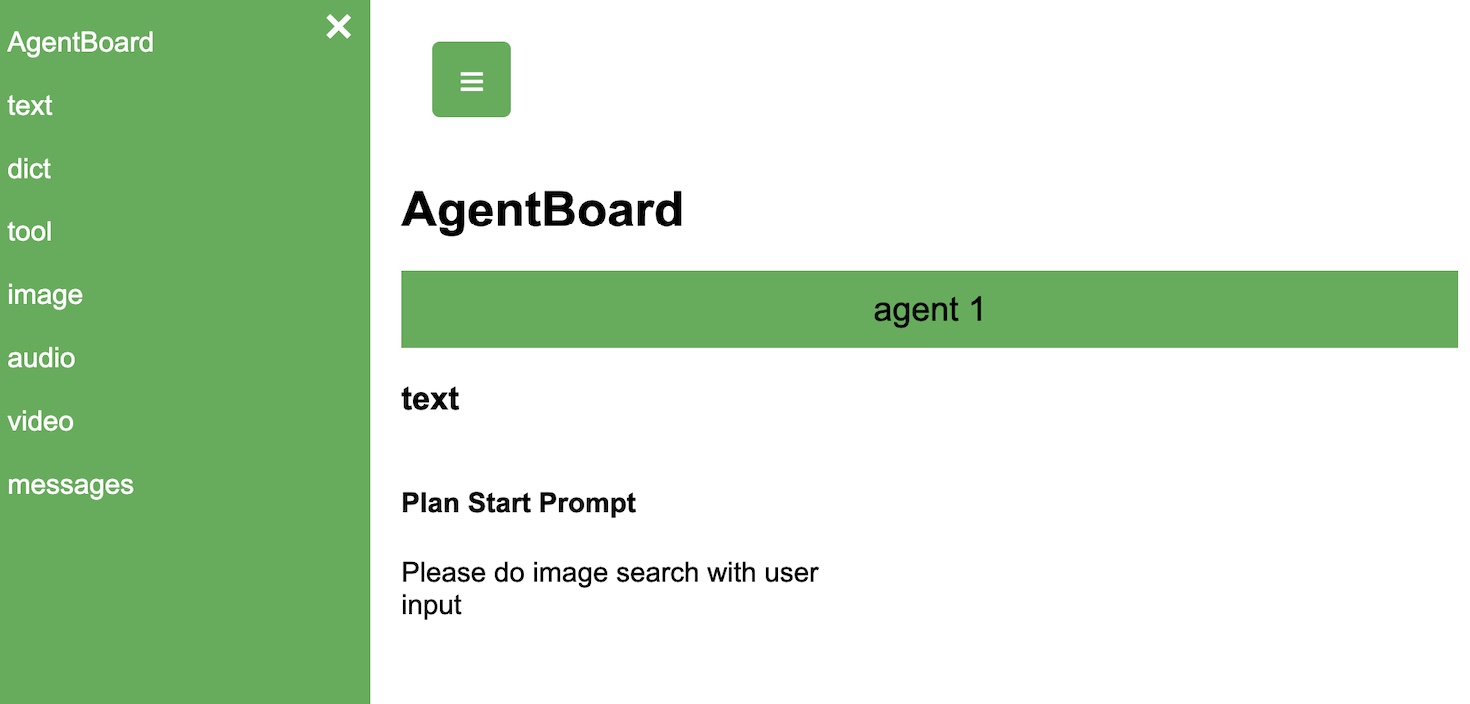 AgentBoard
text
dict
tool
image
audio
video
messages
AgentBoard
agent 1
text
Plan Start Prompt
Please do image search with user
input